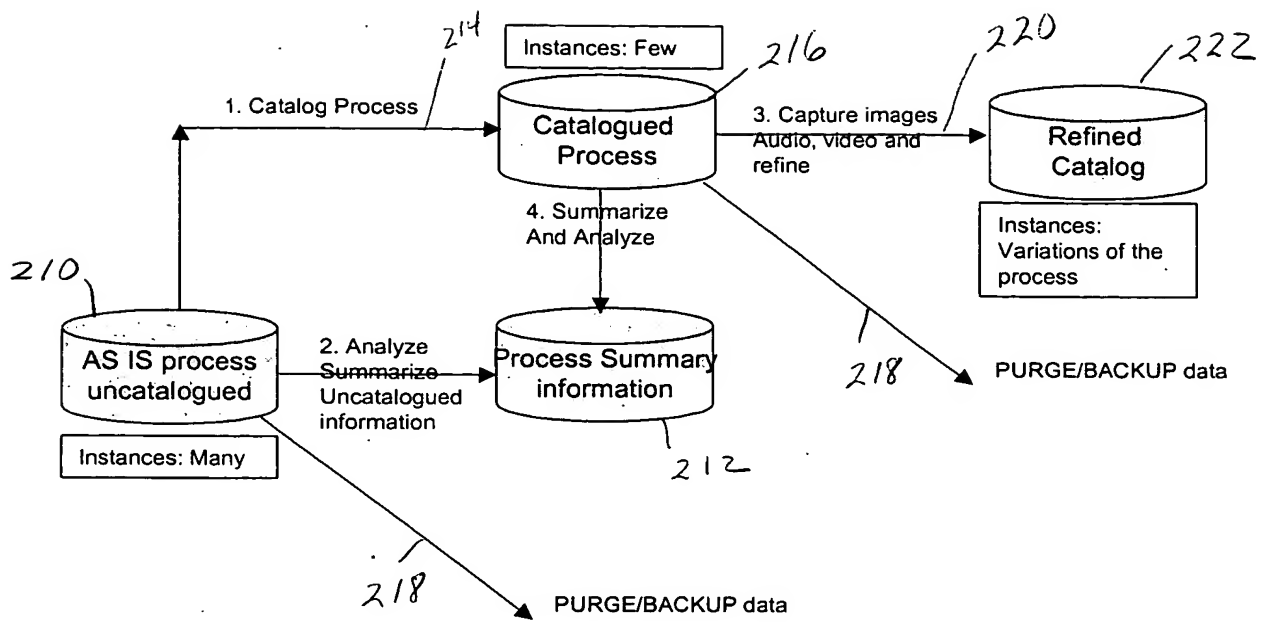 214
Instances: Few
216
220
222
1. Catalog Process
Catalogued
Process
3. Capture images
Audio, video and
refine
Refined
Catalog
4. Summarize
And Analyze
Instances:
Variations of the
process
210
AS IS process
uncatalogued
2. Analyze
Summarize
Uncatalogued
information
Process Summary
information
218
PURGE/BACKUP data
Instances: Many
212
218
PURGE/BACKUP data